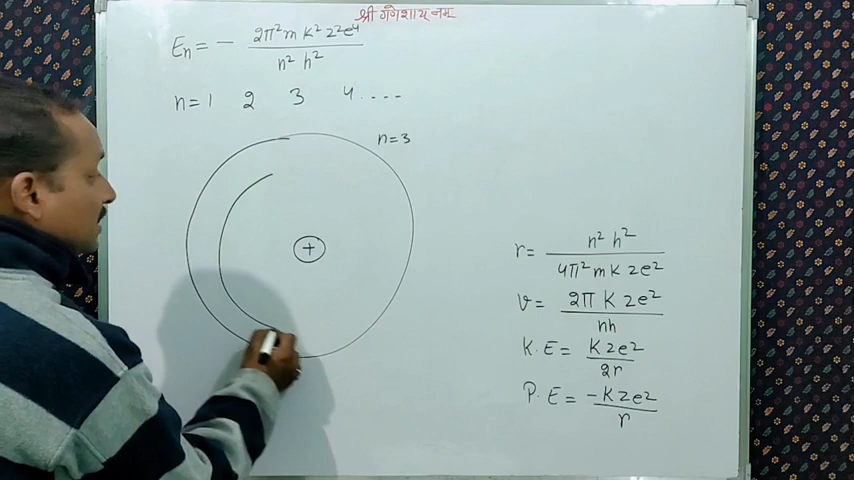 श्री गणेशाय नमः
En = - 2π²mk²z²e⁴ / n²h²
n=1 2 3 4....
n=3
+
r = n²h² / 4π²mkze²
v = 2πkze² / nh
K.E = kze² / 2r
P.E = -kze² / r